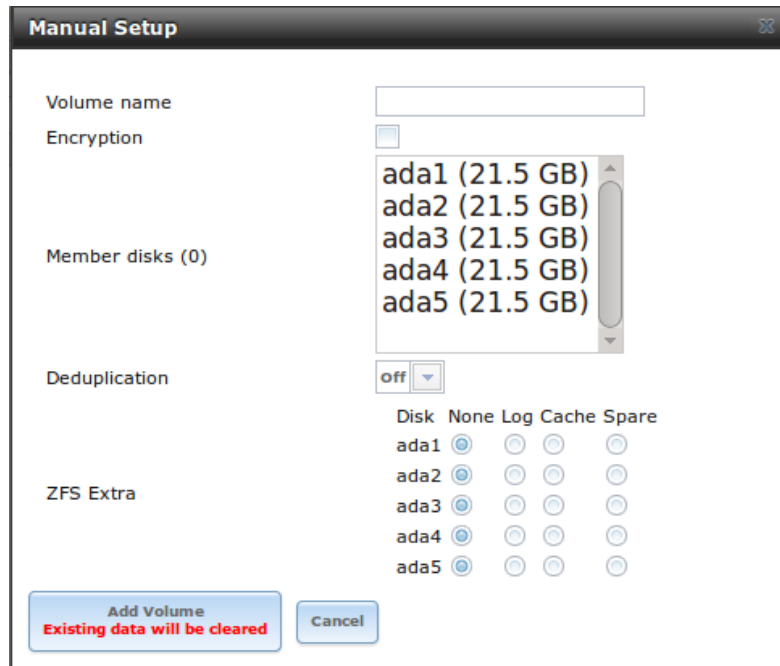 Manual Setup
Volume name
Encryption
Member disks (0)
ada1 (21.5 GB)
ada2 (21.5 GB)
ada3 (21.5 GB)
ada4 (21.5 GB)
ada5 (21.5 GB)
Deduplication
Off
ZFS Extra
Disk None Log Cache Spare
ada1
ada2
ada3
ada4
ada5
Add Volume
Existing data will be cleared
Cancel